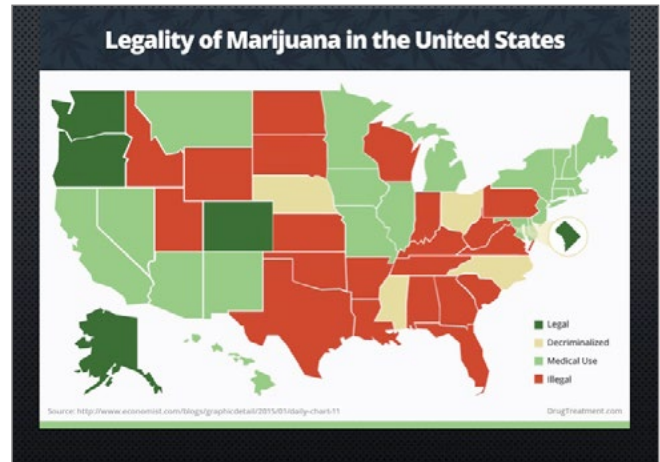 Legality of Marijuana in the United States
Legal
Decriminalized
Medical Use
Illegal
Source: http://www.economist.com/blogs/graphicdetail/2015/01/daily-chart-11
DrugTreatment.com